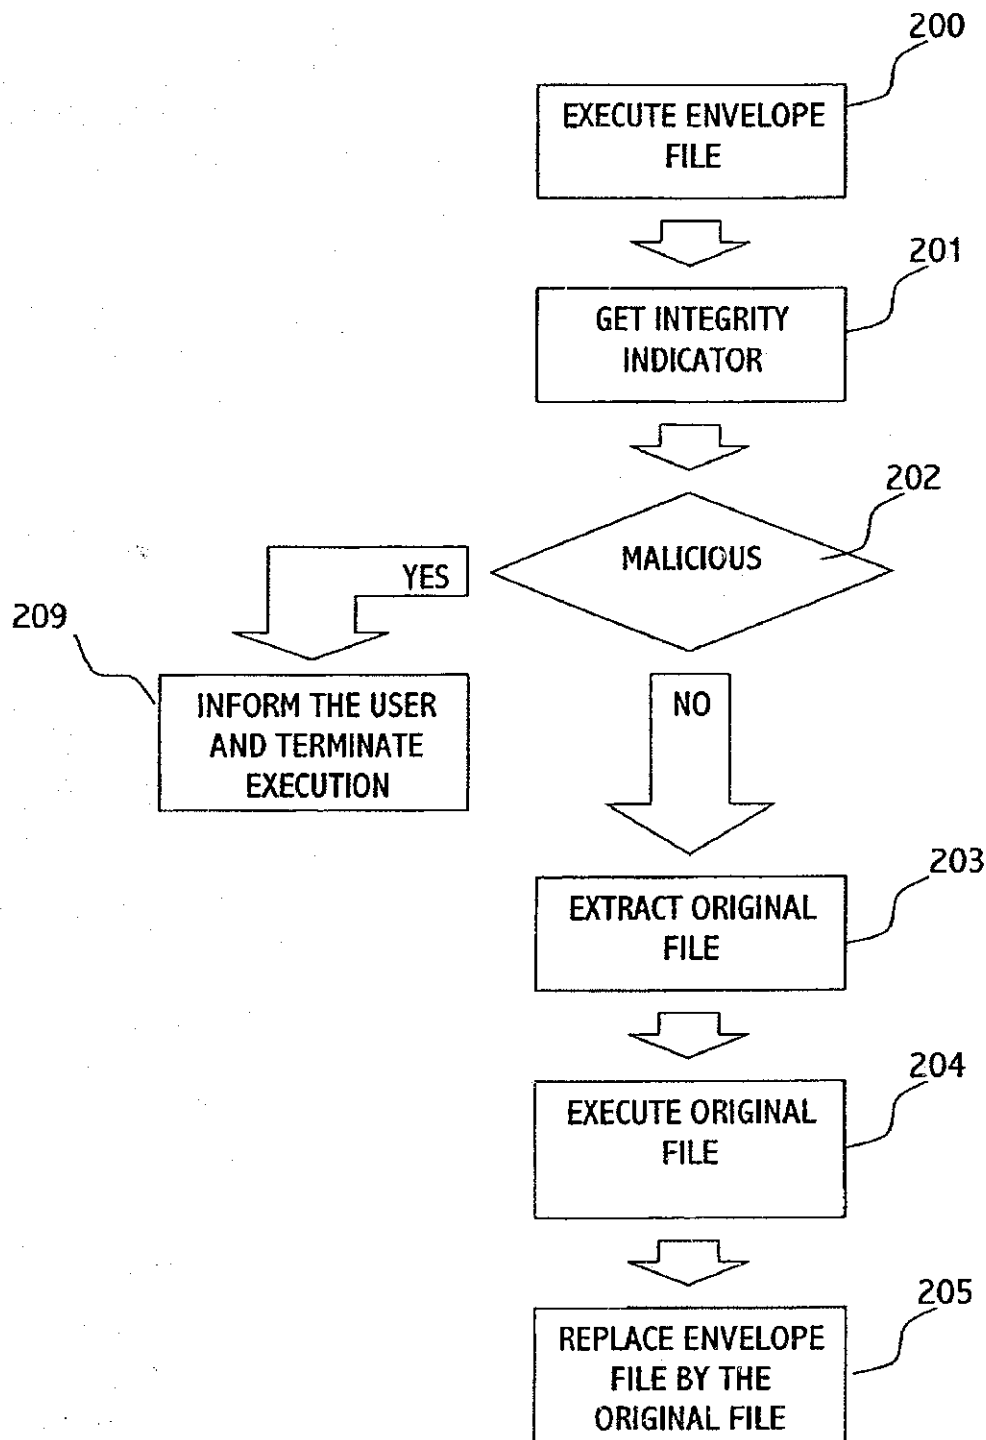 200
EXECUTE ENVELOPE
FILE
201
GET INTEGRITY
INDICATOR
202
MALICIOUS
YES
209
INFORM THE USER
AND TERMINATE
EXECUTION
NO
203
EXTRACT ORIGINAL
FILE
204
EXECUTE ORIGINAL
FILE
205
REPLACE ENVELOPE
FILE BY THE
ORIGINAL FILE